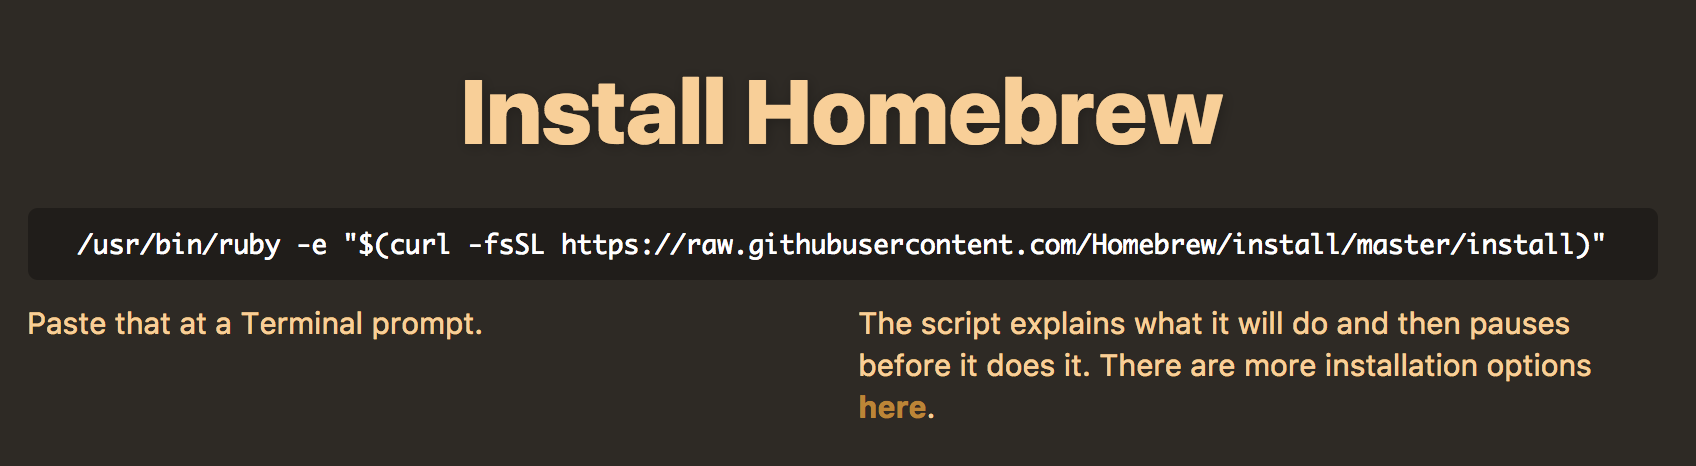 Install Homebrew
/usr/bin/ruby -e "$(curl -fsSL https://raw.githubusercontent.com/Homebrew/install/master/install)"
Paste that at a Terminal prompt.
The script explains what it will do and then pauses
before it does it. There are more installation options
here.